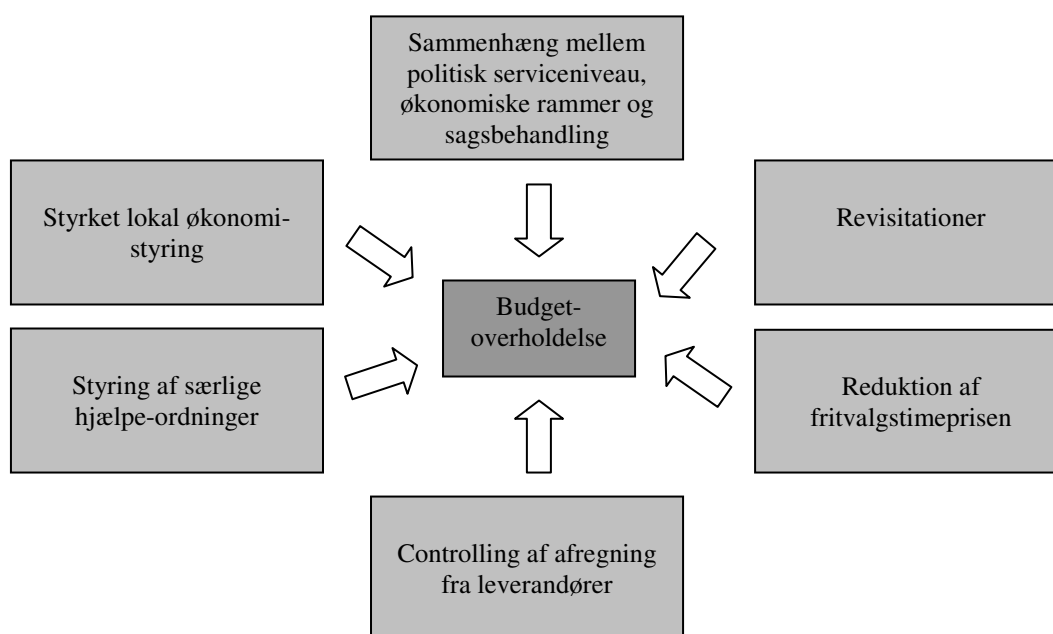 Sammenhæng mellem
politisk serviceniveau,
økonomiske rammer og
sagsbehandling
Styrket lokal økonomi-
styring
Revisitationer
Budget-
overholdelse
Styring af særlige
hjælpe-ordninger
Reduktion af
fritvalgstimeprisen
Controlling af afregning
fra leverandører